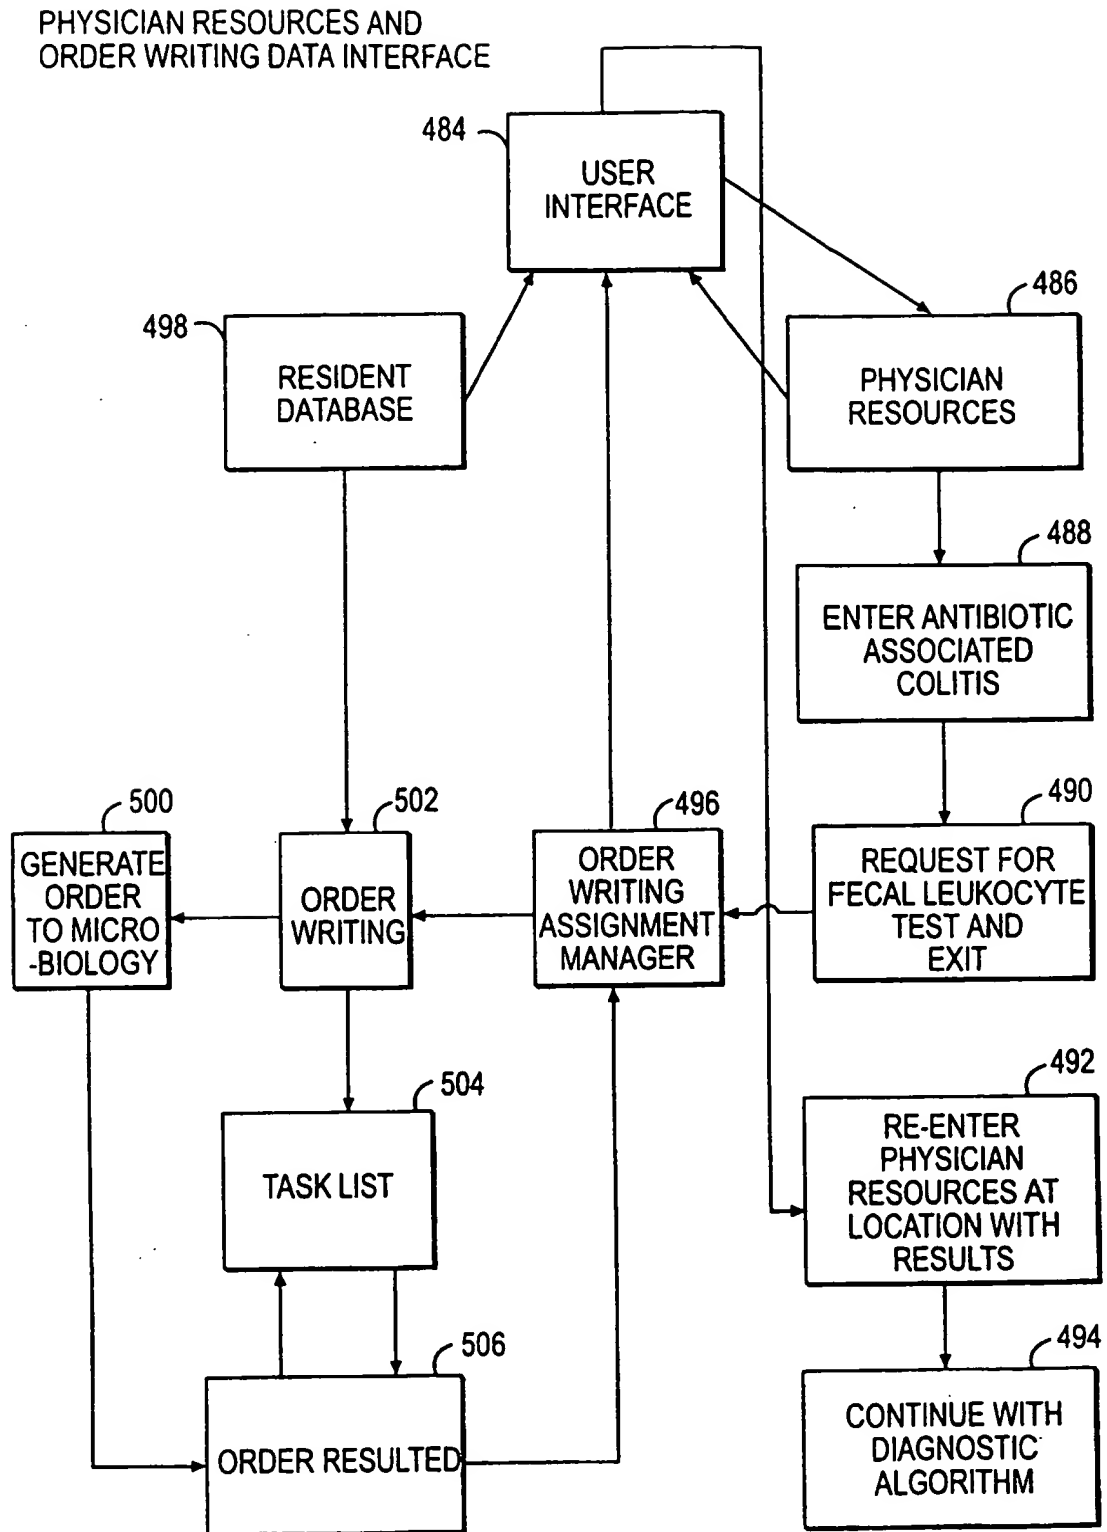 PHYSICIAN RESOURCES AND
ORDER WRITING DATA INTERFACE
484
USER
INTERFACE
486
PHYSICIAN
RESOURCES
498
RESIDENT
DATABASE
488
ENTER ANTIBIOTIC
ASSOCIATED
COLITIS
500
GENERATE
ORDER
TO MICRO
-BIOLOGY
502
ORDER
WRITING
496
ORDER
WRITING
ASSIGNMENT
MANAGER
490
REQUEST FOR
FECAL LEUKOCYTE
TEST AND
EXIT
504
TASK LIST
492
RE-ENTER
PHYSICIAN
RESOURCES AT
LOCATION WITH
RESULTS
506
ORDER RESULTED
494
CONTINUE WITH
DIAGNOSTIC
ALGORITHM